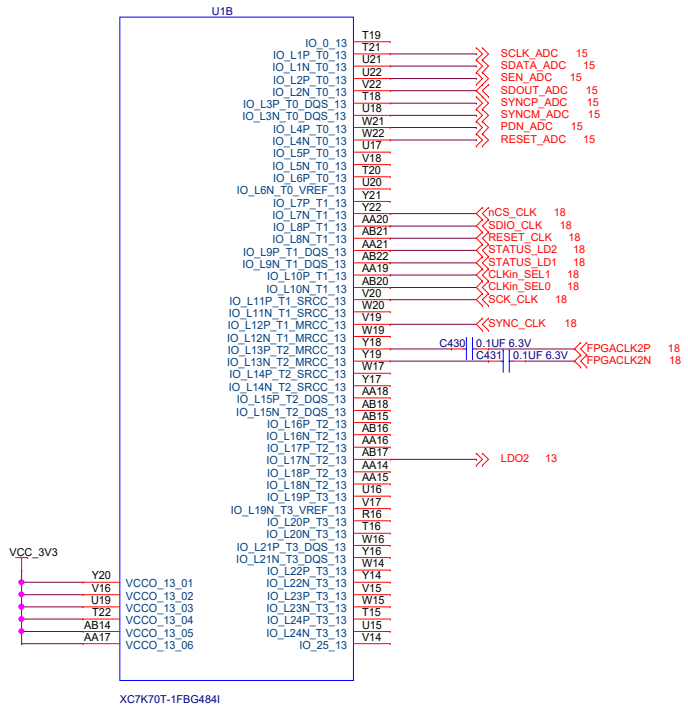 U1B
IO_0_13 T19
IO_L1P_T0_13 T21 SCLK_ADC 15
IO_L1N_T0_13 U21 SDATA_ADC 15
IO_L2P_T0_13 U22 SEN_ADC 15
IO_L2N_T0_13 V22 SDOUT_ADC 15
IO_L3P_T0_DQS_13 T18 SYNCP_ADC 15
IO_L3N_T0_DQS_13 U18 SYNCM_ADC 15
IO_L4P_T0_13 W21 PDN_ADC 15
IO_L4N_T0_13 W22 RESET_ADC 15
IO_L5P_T0_13 U17
IO_L5N_T0_13 V18
IO_L6P_T0_13 T20
IO_L6N_T0_VREF_13 U20
IO_L7P_T1_13 Y21
IO_L7N_T1_13 Y22 nCS_CLK 18
IO_L8P_T1_13 AA20 SDIO_CLK 18
IO_L8N_T1_13 AB21 RESET_CLK 18
IO_L9P_T1_DQS_13 AA21 STATUS_LD2 18
IO_L9N_T1_DQS_13 AB22 STATUS_LD1 18
IO_L10P_T1_13 AA19 CLKin_SEL1 18
IO_L10N_T1_13 AB20 CLKin_SEL0 18
IO_L11P_T1_SRCC_13 V20 SCK_CLK 18
IO_L11N_T1_SRCC_13 W20
IO_L12P_T1_MRCC_13 V19 SYNC_CLK 18
IO_L12N_T1_MRCC_13 W19
IO_L13P_T2_MRCC_13 Y18 C430 0.1UF 6.3V FPGACLK2P 18
IO_L13N_T2_MRCC_13 Y19 C431 0.1UF 6.3V FPGACLK2N 18
IO_L14P_T2_SRCC_13 W17
IO_L14N_T2_SRCC_13 Y17
IO_L15P_T2_DQS_13 AA18
IO_L15N_T2_DQS_13 AB18
IO_L16P_T2_13 AB15
IO_L16N_T2_13 AB16
IO_L17P_T2_13 AA16
IO_L17N_T2_13 AB17 LDO2 13
IO_L18P_T2_13 AA14
IO_L18N_T2_13 AA15
IO_L19P_T3_13 U16
IO_L19N_T3_VREF_13 V17
IO_L20P_T3_13 R16
IO_L20N_T3_13 T16
IO_L21P_T3_DQS_13 W16
IO_L21N_T3_DQS_13 Y16
IO_L22P_T3_13 W14
IO_L22N_T3_13 Y14
IO_L23P_T3_13 V15
IO_L23N_T3_13 W15
IO_L24P_T3_13 T15
IO_L24N_T3_13 U15
IO_25_13 V14
VCC_3V3
Y20 VCCO_13_01
V16 VCCO_13_02
U19 VCCO_13_03
T22 VCCO_13_04
AB14 VCCO_13_05
AA17 VCCO_13_06
XC7K70T-1FBG484I